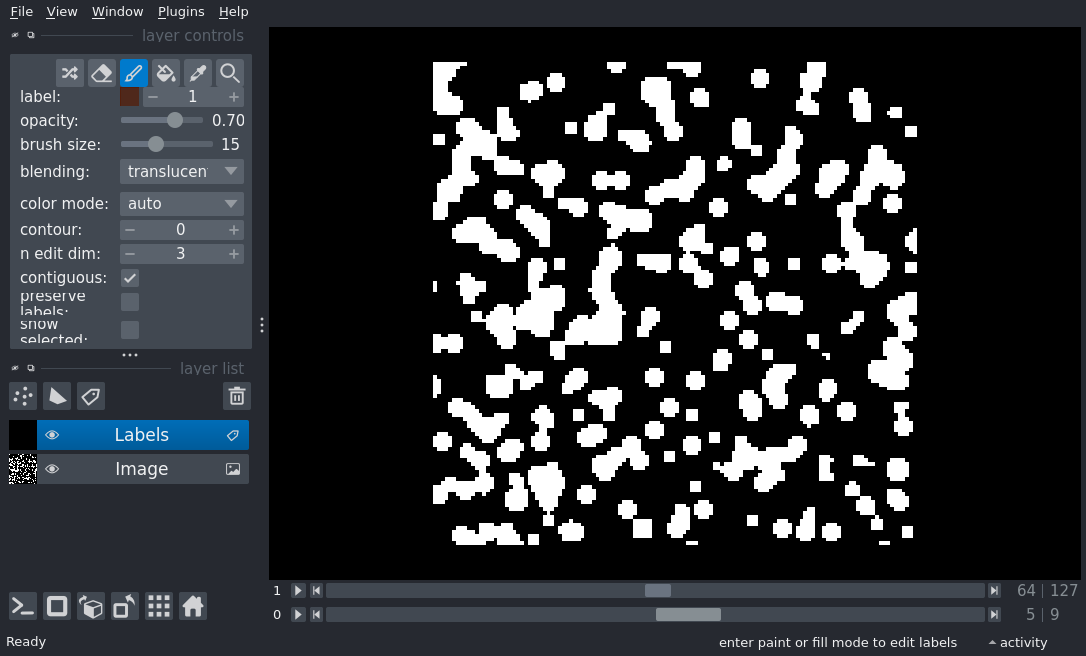 File View Window Plugins Help
layer controls
label: 1
opacity: 0.70
brush size: 15
blending: translucen
color mode: auto
contour: 0
n edit dim: 3
contiguous:
preserve
labels:
show
selected:
layer list
Labels
Image
1 64 127
0 5 9
Ready enter paint or fill mode to edit labels activity